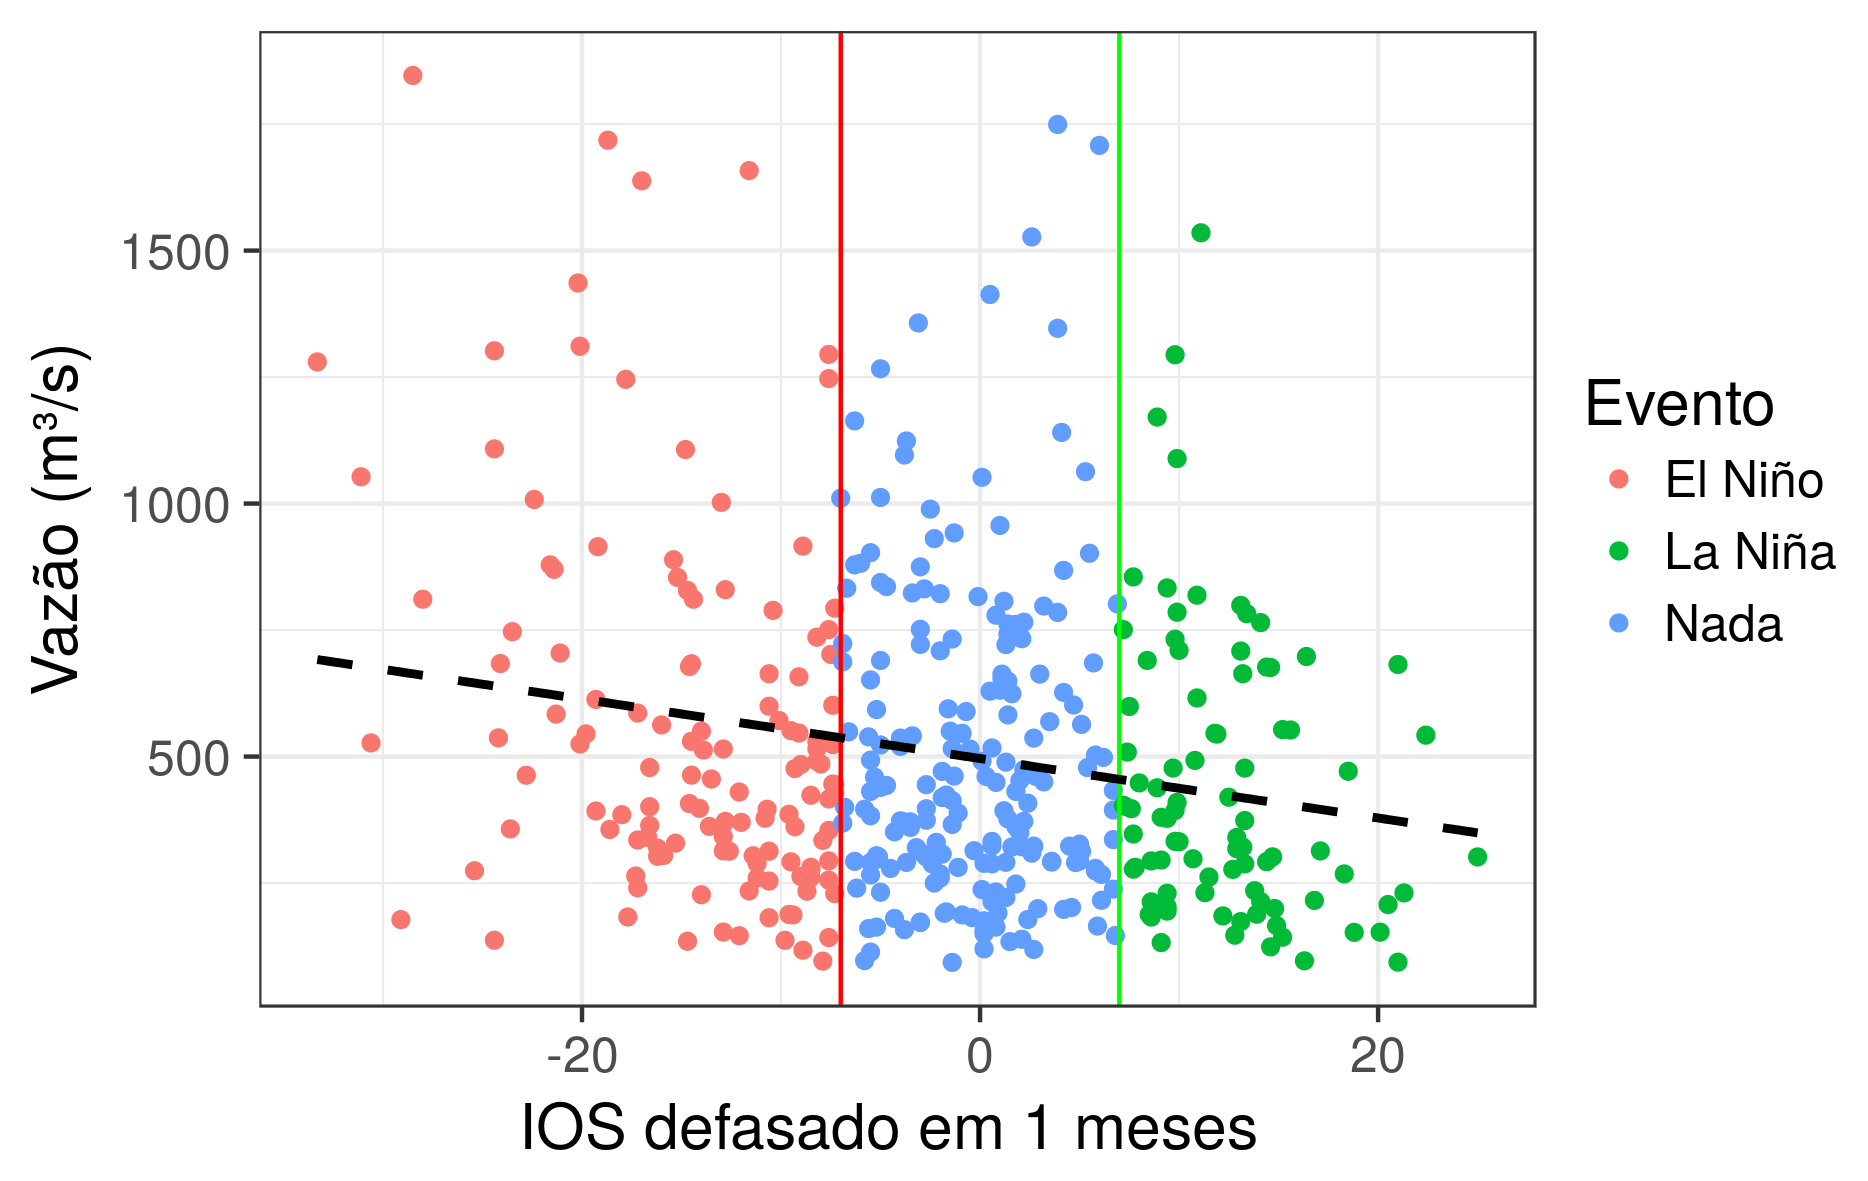 1500
1000
500
Vazão (m³/s)
-20
0
20
IOS defasado em 1 meses
Evento
El Niño
La Niña
Nada